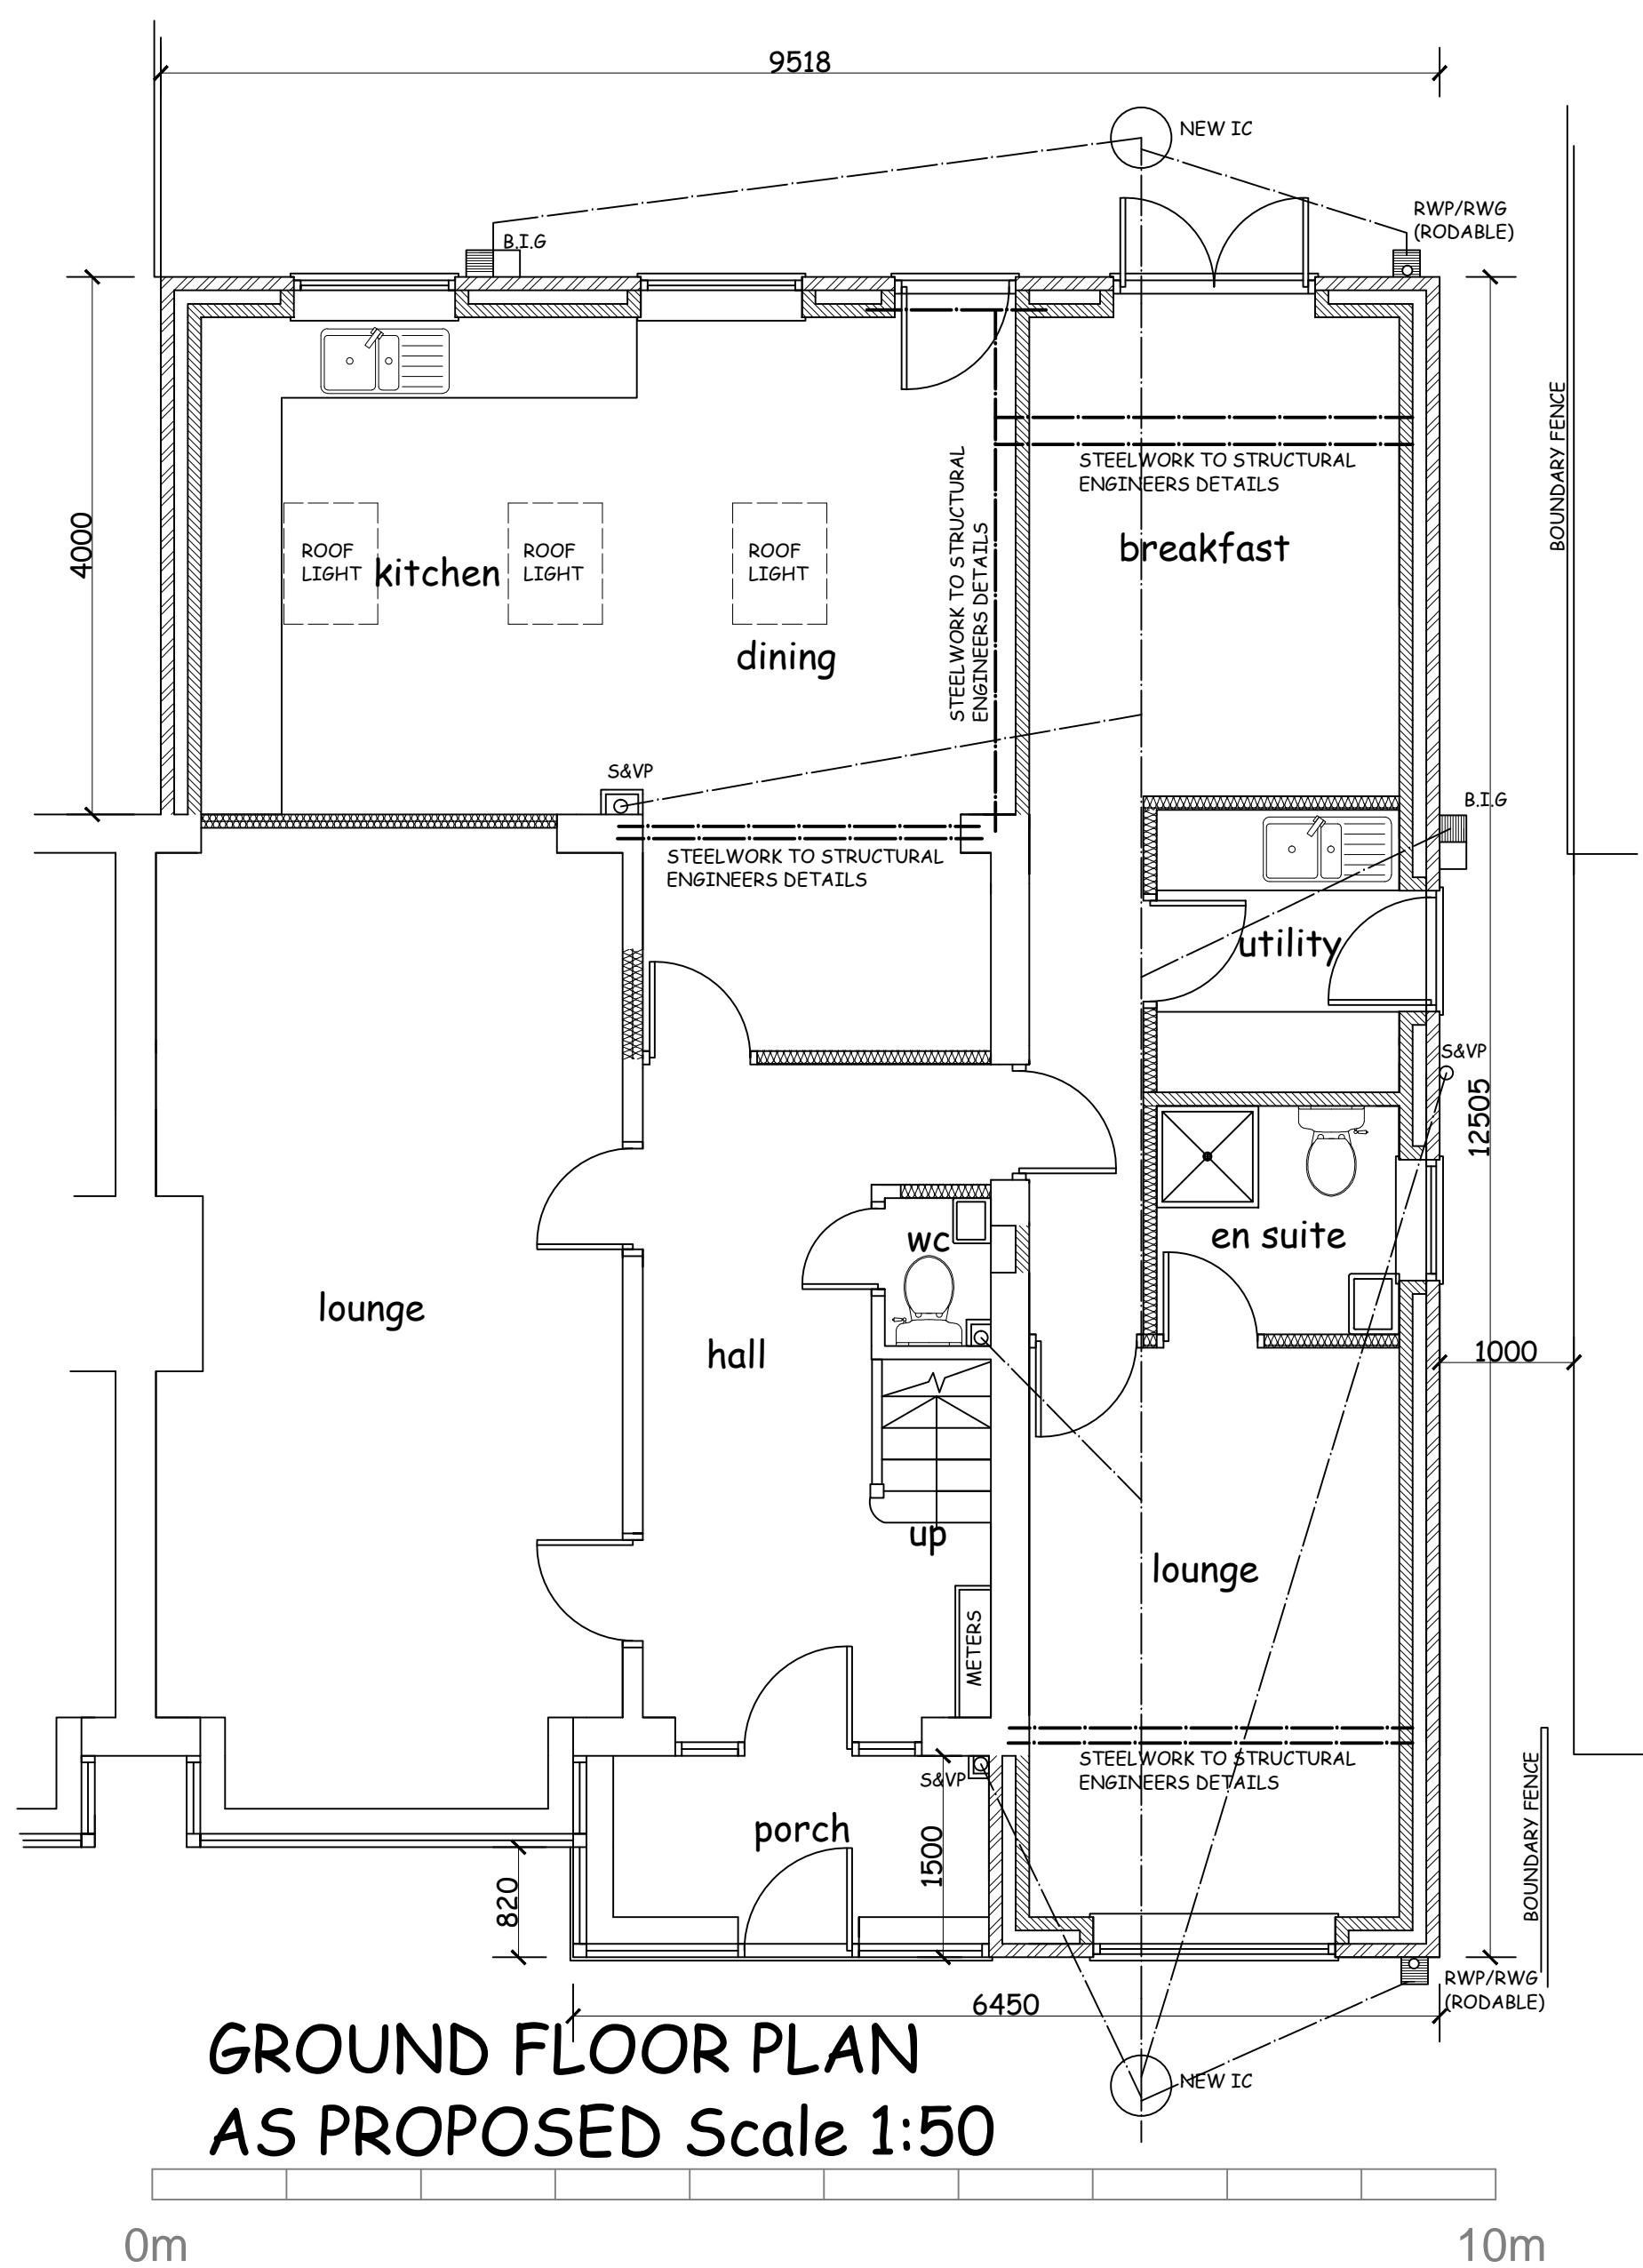 9518
NEW IC
RWP/RWG
(RODABLE)
B.I.G
BOUNDARY FENCE
4000
STEELWORK TO STRUCTURAL
ENGINEERS DETAILS
STEELWORK TO STRUCTURAL
ENGINEERS DETAILS
breakfast
ROOF
LIGHT
kitchen
ROOF
LIGHT
ROOF
LIGHT
dining
S&VP
B.I.G
STEELWORK TO STRUCTURAL
ENGINEERS DETAILS
utility
S&VP
12505
wc
en suite
lounge
hall
1000
up
lounge
METERS
STEELWORK TO STRUCTURAL
ENGINEERS DETAILS
S&VP
porch
1500
820
BOUNDARY FENCE
RWP/RWG
(RODABLE)
6450
NEW IC
GROUND FLOOR PLAN
AS PROPOSED Scale 1:50
0m
10m